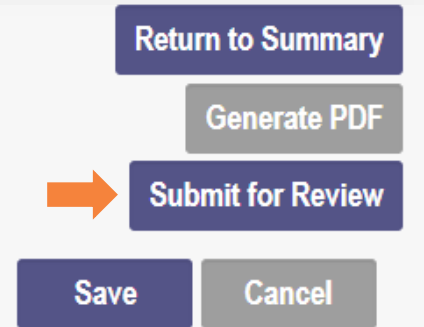 Return to Summary
Generate PDF
Submit for Review
Save Cancel